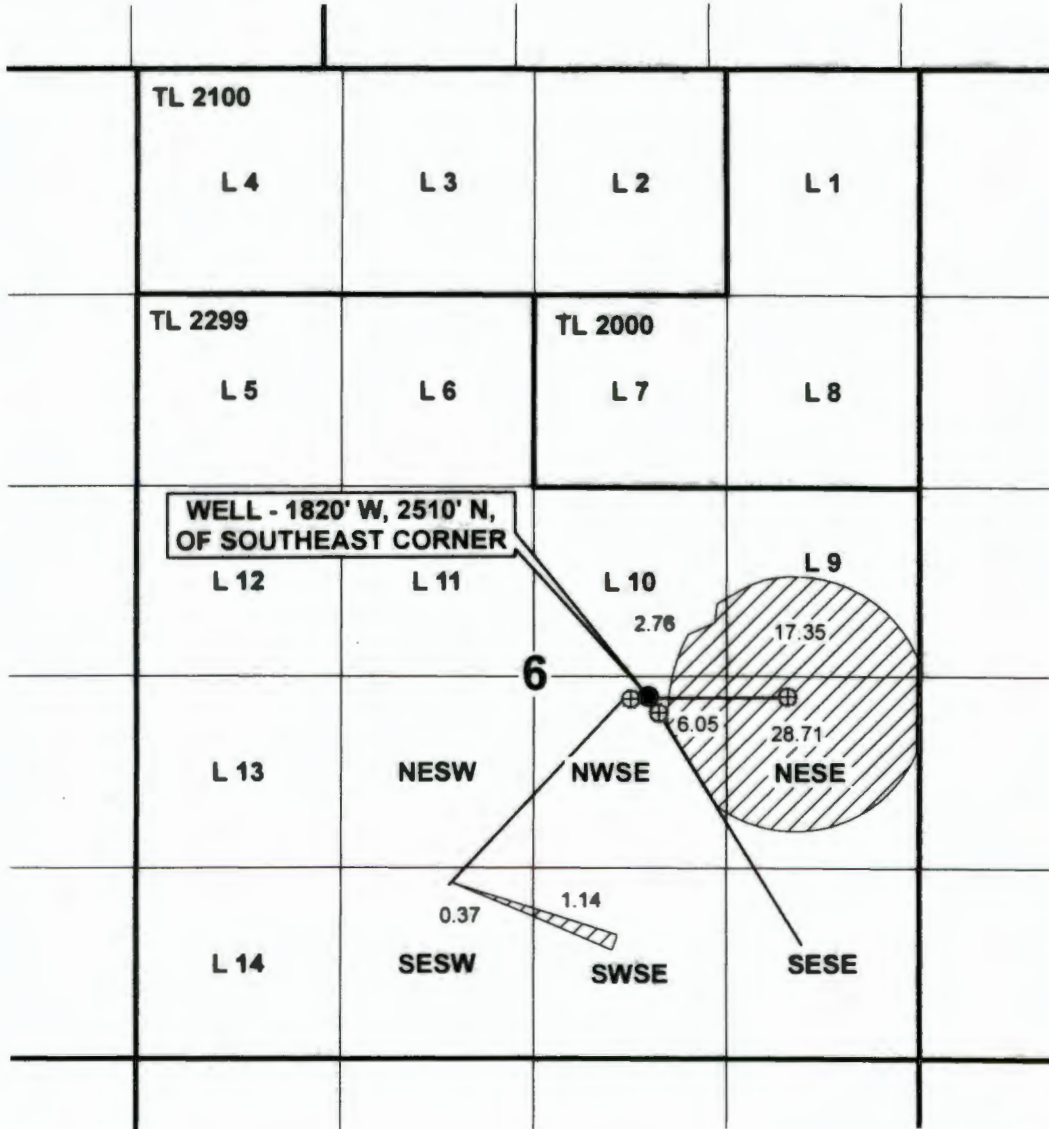 TL 2100
L 4
L 3
L 2
L 1
TL 2299
TL 2000
L 5
L 6
L 7
L 8
WELL - 1820' W, 2510' N,
OF SOUTHEAST CORNER
L 12
L 11
L 10
L 9
2.76
17.35
6
6.05
28.71
L 13
NESW
NWSE
NESE
0.37
1.14
L 14
SESW
SWSE
SESE